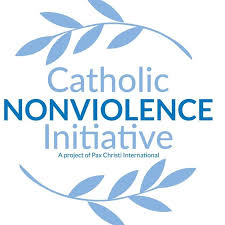 Catholic
NONVIOLENCE
Initiative
A project of Pax Christi International